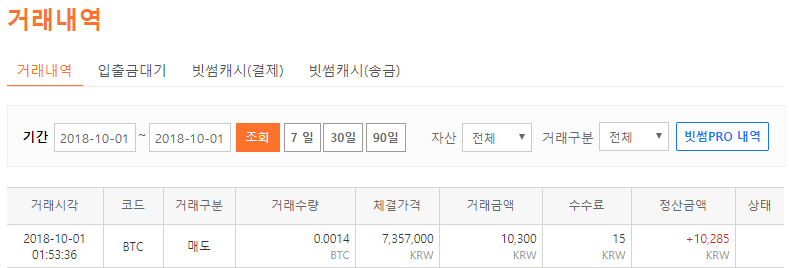 거래내역
거래내역 입출금대기 빗썸캐시(결제) 빗썸캐시(송금)
기간 2018-10-01 ~ 2018-10-01 조회 7 일 30일 90일 자산 전체 거래구분 전체 빗썸PRO 내역
거래시각 코드 거래구분 거래수량 체결가격 거래금액 수수료 정산금액 상태
2018-10-01 01:53:36 BTC 매도 0.0014 BTC 7,357,000 KRW 10,300 KRW 15 KRW +10,285 KRW